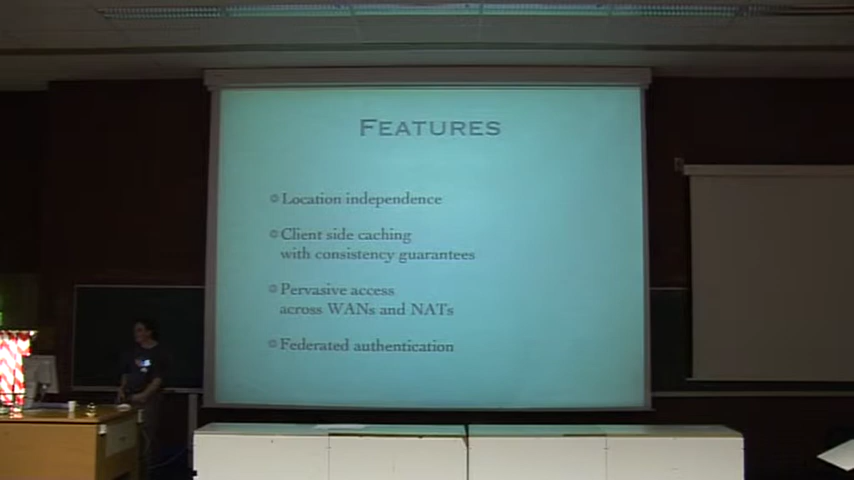 FEATURES
Location independence
Client side caching
with consistency guarantees
Pervasive access
across WANs and NATs
Federated authentication